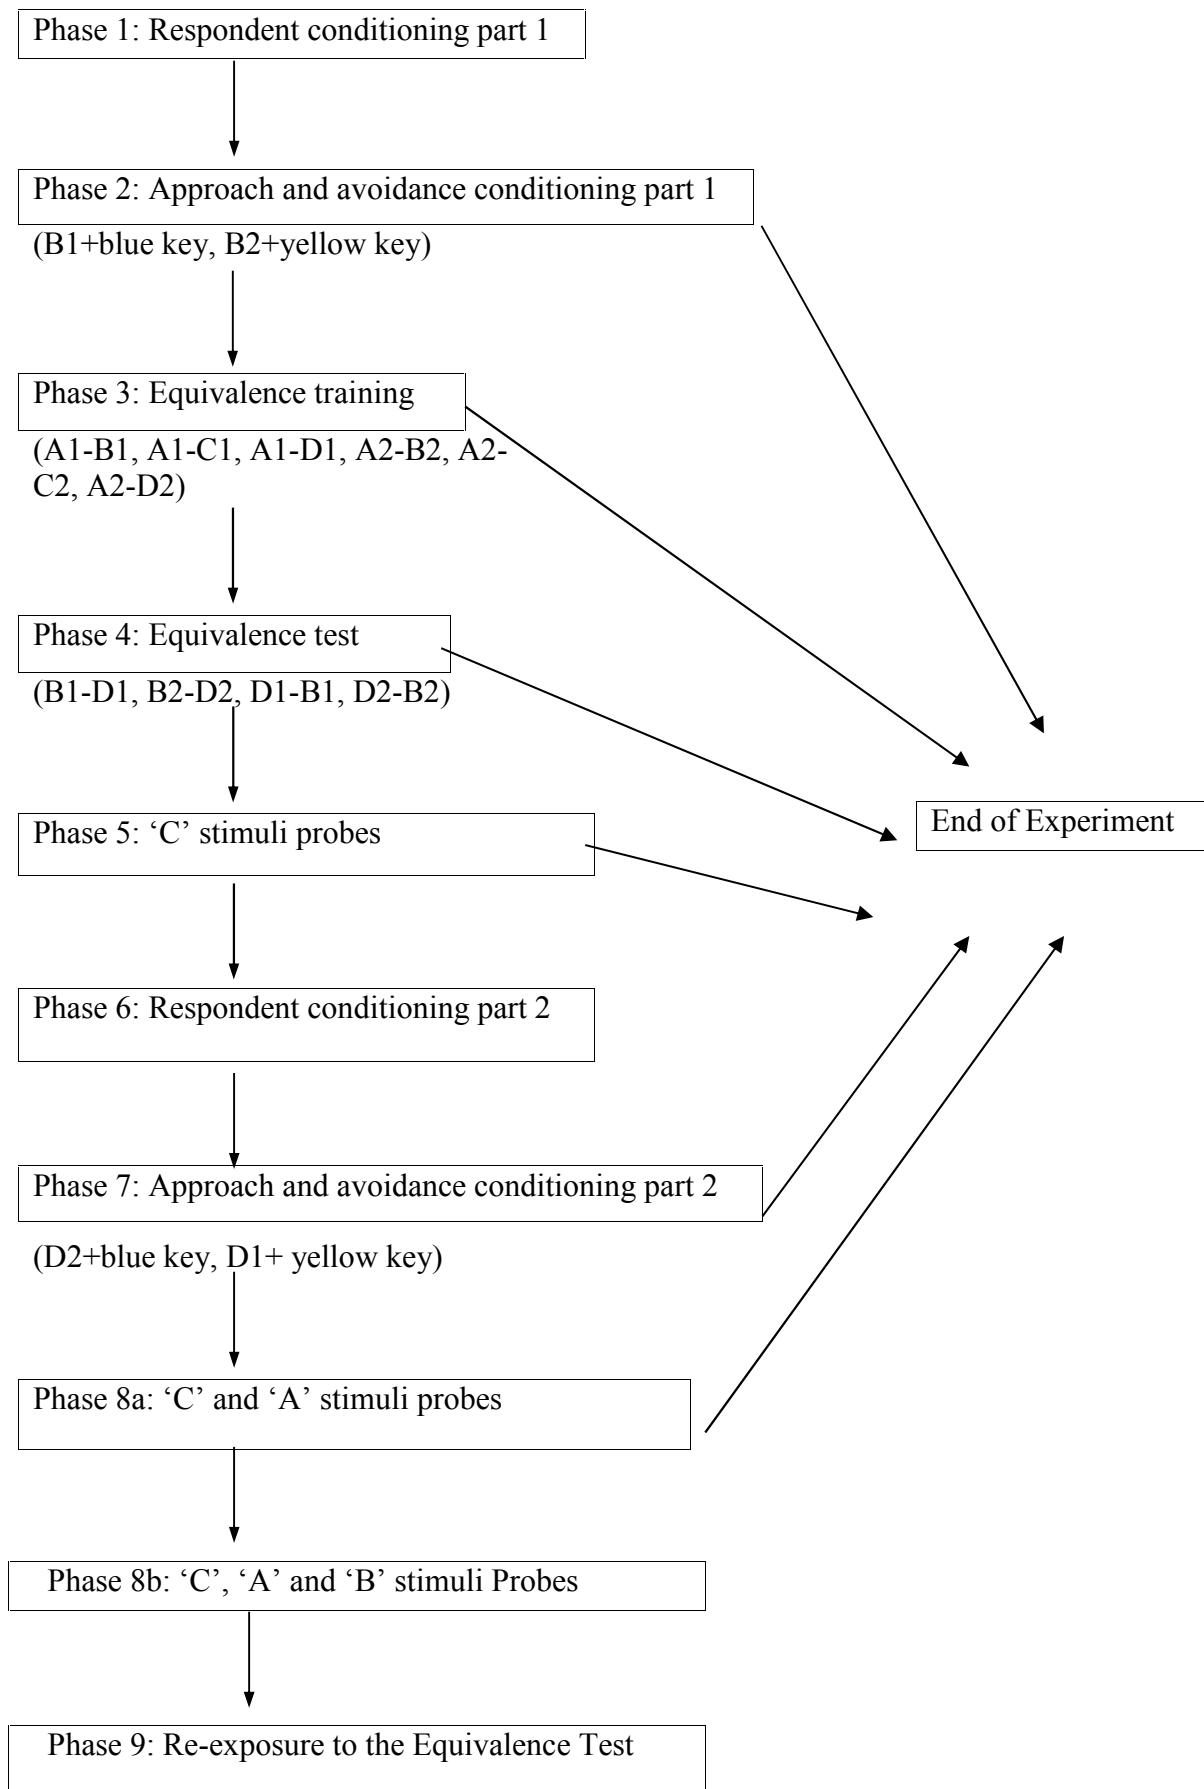 Phase 1: Respondent conditioning part 1
Phase 2: Approach and avoidance conditioning part 1
(B1+blue key, B2+yellow key)
Phase 3: Equivalence training
(A1-B1, A1-C1, A1-D1, A2-B2, A2-
C2, A2-D2)
Phase 4: Equivalence test
(B1-D1, B2-D2, D1-B1, D2-B2)
Phase 5: ‘C’ stimuli probes
End of Experiment
Phase 6: Respondent conditioning part 2
Phase 7: Approach and avoidance conditioning part 2
(D2+blue key, D1+ yellow key)
Phase 8a: ‘C’ and ‘A’ stimuli probes
Phase 8b: ‘C’, ‘A’ and ‘B’ stimuli Probes
Phase 9: Re-exposure to the Equivalence Test